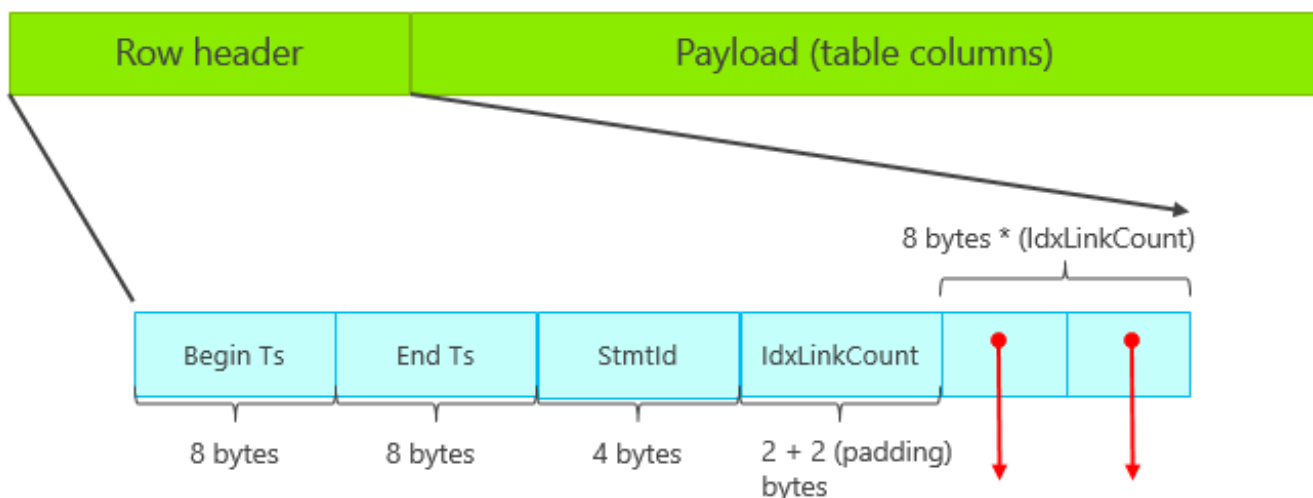 Row header
Payload (table columns)
8 bytes * (IdxLinkCount)
Begin Ts
End Ts
StmtId
IdxLinkCount
8 bytes
8 bytes
4 bytes
2 + 2 (padding)
bytes